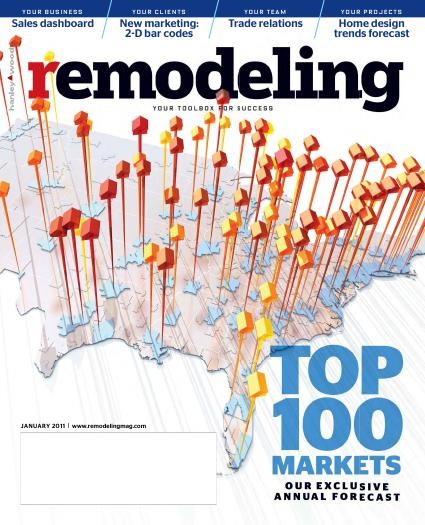 YOUR BUSINESS
Sales dashboard
YOUR CLIENTS
New marketing:
2-D bar codes
YOUR TEAM
Trade relations
YOUR PROJECTS
Home design
trends forecast
hanley wood
remodeling
YOUR TOOLBOX FOR SUCCESS
TOP
100
MARKETS
OUR EXCLUSIVE
ANNUAL FORECAST
JANUARY 2011 | www.remodelingmag.com